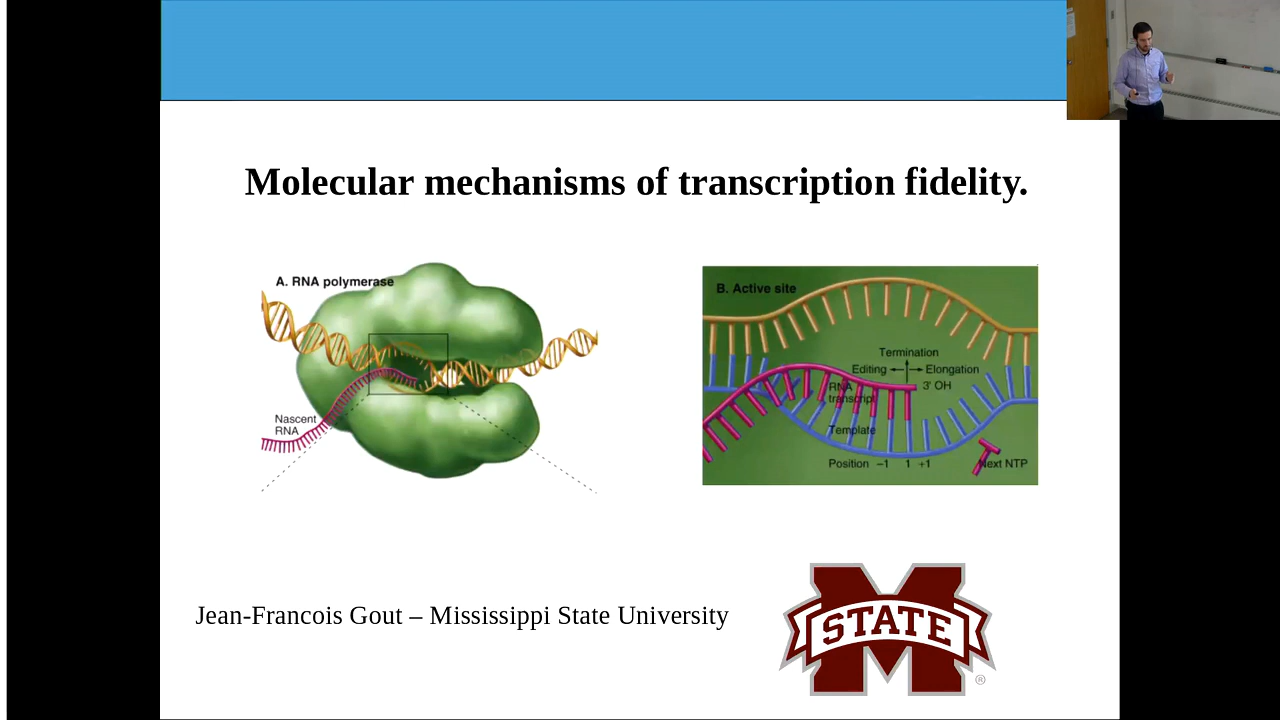 Molecular mechanisms of transcription fidelity.
A. RNA polymerase
Nascent
RNA
B. Active site
Termination
Editing
Elongation
RNA
transcript
3' OH
Template
Position −1 1 +1
Next NTP
Jean-Francois Gout – Mississippi State University
M
STATE
®